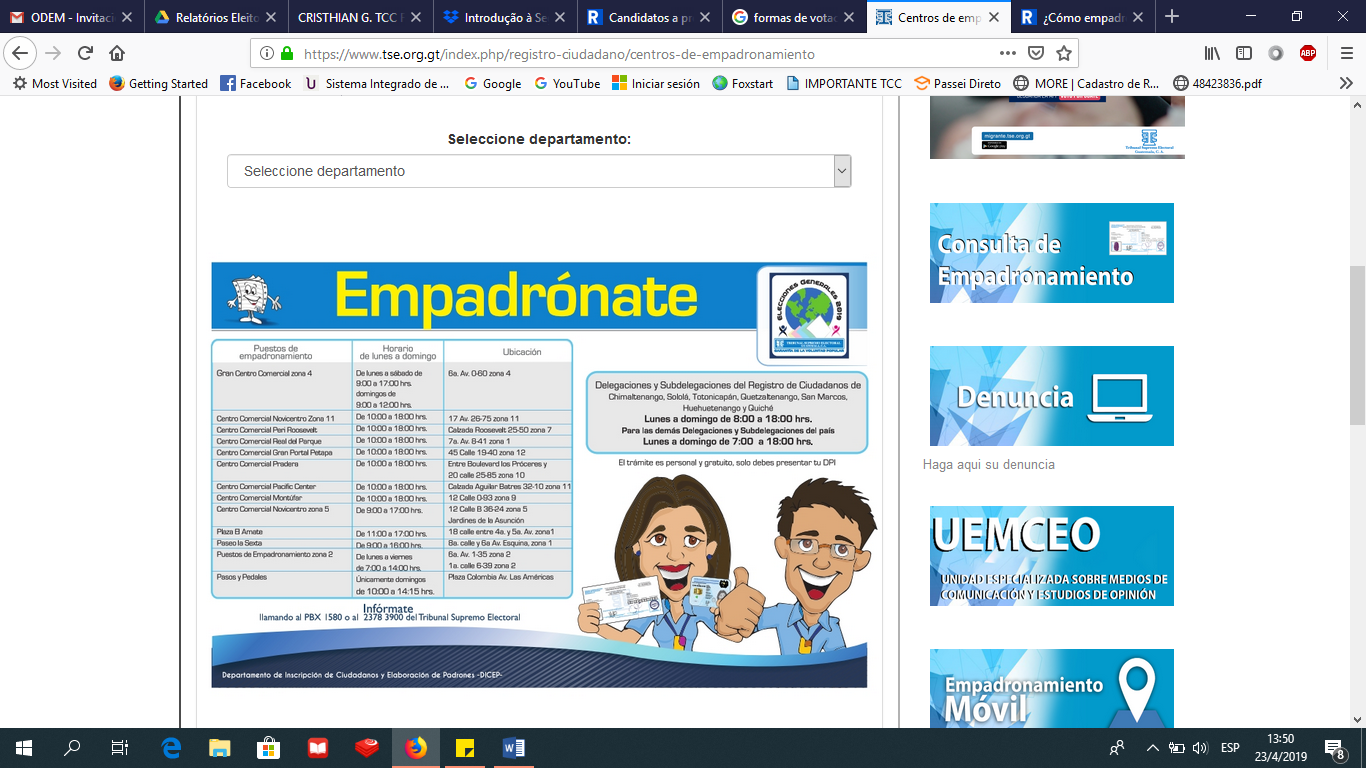 ODEM - Invitaci
Relatórios Eleito
CRISTHIAN G. TCC F
Introdução à Se
Candidatos a pr
formas de votac
Centros de emp
¿Cómo empadr
https://www.tse.org.gt/index.php/registro-ciudadano/centros-de-empadronamiento
ABP
Most Visited
Getting Started
Facebook
Sistema Integrado de ...
Google
YouTube
Iniciar sesión
Foxstart
IMPORTANTE TCC
Passei Direto
MORE | Cadastro de R...
48423836.pdf
Seleccione departamento:
Seleccione departamento
Empadrónate
ELECCIONES GENERALES 2019
TRIBUNAL SUPREMO ELECTORAL
GARANTÍA DE LA VOLUNTAD POPULAR
Puestos de empadronamiento Horario de lunes a domingo Ubicación
Gran Centro Comercial zona 4 De lunes a sábado de 6a. Av. 0-60 zona 4
9:00 a 17:00 hrs.
domingos de
9:00 a 12:00 hrs.
Centro Comercial Novicentro Zona 11 De 10:00 a 18:00 hrs. 17 Av. 26-75 zona 11
Centro Comercial Peri Roosevelt De 10:00 a 18:00 hrs. Calzada Roosevelt 25-50 zona 7
Centro Comercial Real del Parque De 10:00 a 18:00 hrs. 7a. Av. 8-41 zona 1
Centro Comercial Gran Portal Petapa De 10:00 a 18:00 hrs. 45 Calle 19-40 zona 12
Centro Comercial Pradera De 10:00 a 18:00 hrs. Entre Boulevard los Próceres y
20 calle 25-85 zona 10
Centro Comercial Pacific Center De 10:00 a 18:00 hrs. Calzada Aguilar Batres 32-10 zona 11
Centro Comercial Montúfar De 10:00 a 18:00 hrs. 12 Calle 0-93 zona 9
Centro Comercial Novicentro zona 5 De 9:00 a 17:00 hrs. 12 Calle B 36-24 zona 5
Jardines de la Asunción
Plaza El Amate De 11:00 a 17:00 hrs. 18 calle entre 4a. y 5a. Av. zona1
Paseo la Sexta De 9:00 a 16:00 hrs. 8a. calle y 6a Av. Esquina, zona 1
Puestos de Empadronamiento zona 2 De lunes a viernes 6a. Av. 1-35 zona 2
de 7:00 a 14:00 hrs. 1a. calle 6-39 zona 2
Pasos y Pedales Únicamente domingos Plaza Colombia Av. Las Américas
de 10:00 a 14:15 hrs.
Delegaciones y Subdelegaciones del Registro de Ciudadanos de
Chimaltenango, Sololá, Totonicapán, Quetzaltenango, San Marcos,
Huehuetenango y Quiché
Lunes a domingo de 8:00 a 18:00 hrs.
Para las demás Delegaciones y Subdelegaciones del país
Lunes a domingo de 7:00 a 18:00 hrs.
El trámite es personal y gratuito, solo debes presentar tu DPI
Infórmate
llamando al PBX 1580 o al 2378 3900 del Tribunal Supremo Electoral
Departamento de Inscripción de Ciudadanos y Elaboración de Padrones -DICEP-
migrante.tse.org.gt
Tribunal Supremo Electoral
Guatemala, C. A.
Consulta de
Empadronamiento
Denuncia
Haga aqui su denuncia
UEMCEO
UNIDAD ESPECIALIZADA SOBRE MEDIOS DE
COMUNICACIÓN Y ESTUDIOS DE OPINIÓN
Empadronamiento
Móvil
ESP
13:50
23/4/2019
8